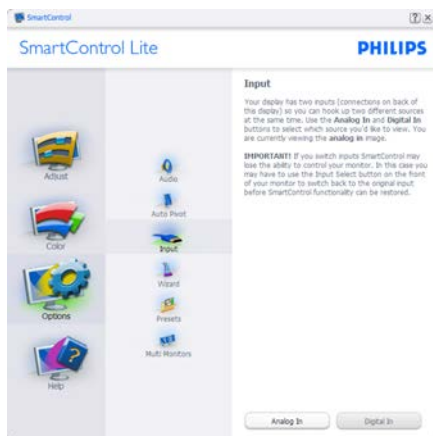 SmartControl
SmartControl Lite
PHILIPS
Adjust
Color
Options
Help
Audio
Auto Pivot
Input
Wizard
Presets
Multi Monitors
Input
Your display has two inputs (connections on back of
this display) so you can hook up two different sources
at the same time. Use the Analog In and Digital In
buttons to select which source you'd like to view. You
are currently viewing the analog in image.
IMPORTANT! If you switch inputs SmartControl may
lose the ability to control your monitor. In this case you
may have to use the Input Select button on the front
of your monitor to switch back to the original input
before SmartControl functionality can be restored.
Analog In
Digital In